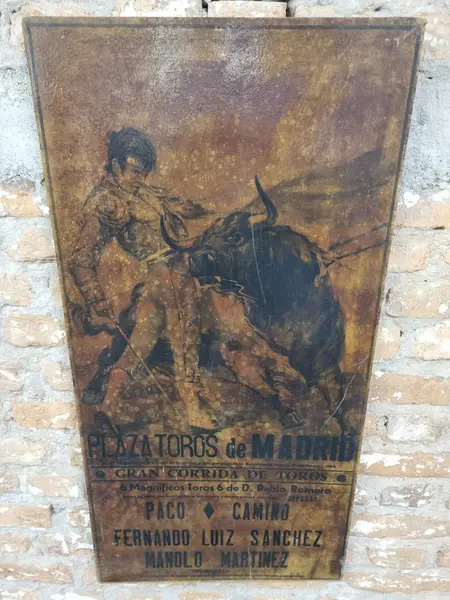 PLAZA TOROS de MADRID
GRAN CORRIDA DE TOROS
6 Magníficos Toros 6 de D. Pablo Romero
PACO ♦ CAMINO
FERNANDO LUIZ SANCHEZ
MANOLO MARTINEZ